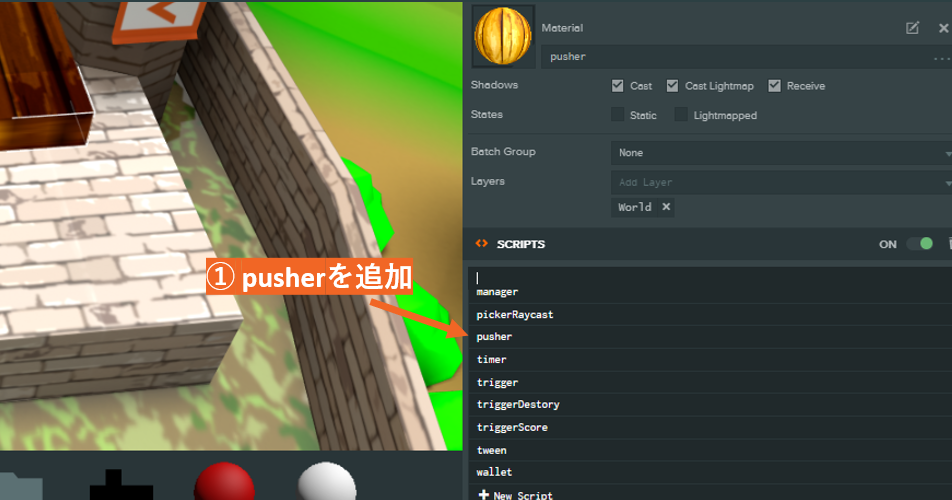 Material
pusher
Shadows
Cast
Cast Lightmap
Receive
States
Static
Lightmapped
Batch Group
None
Layers
Add Layer
World ×
SCRIPTS
ON
① pusherを追加
manager
pickerRaycast
pusher
timer
trigger
triggerDestory
triggerScore
tween
wallet
+ New Script